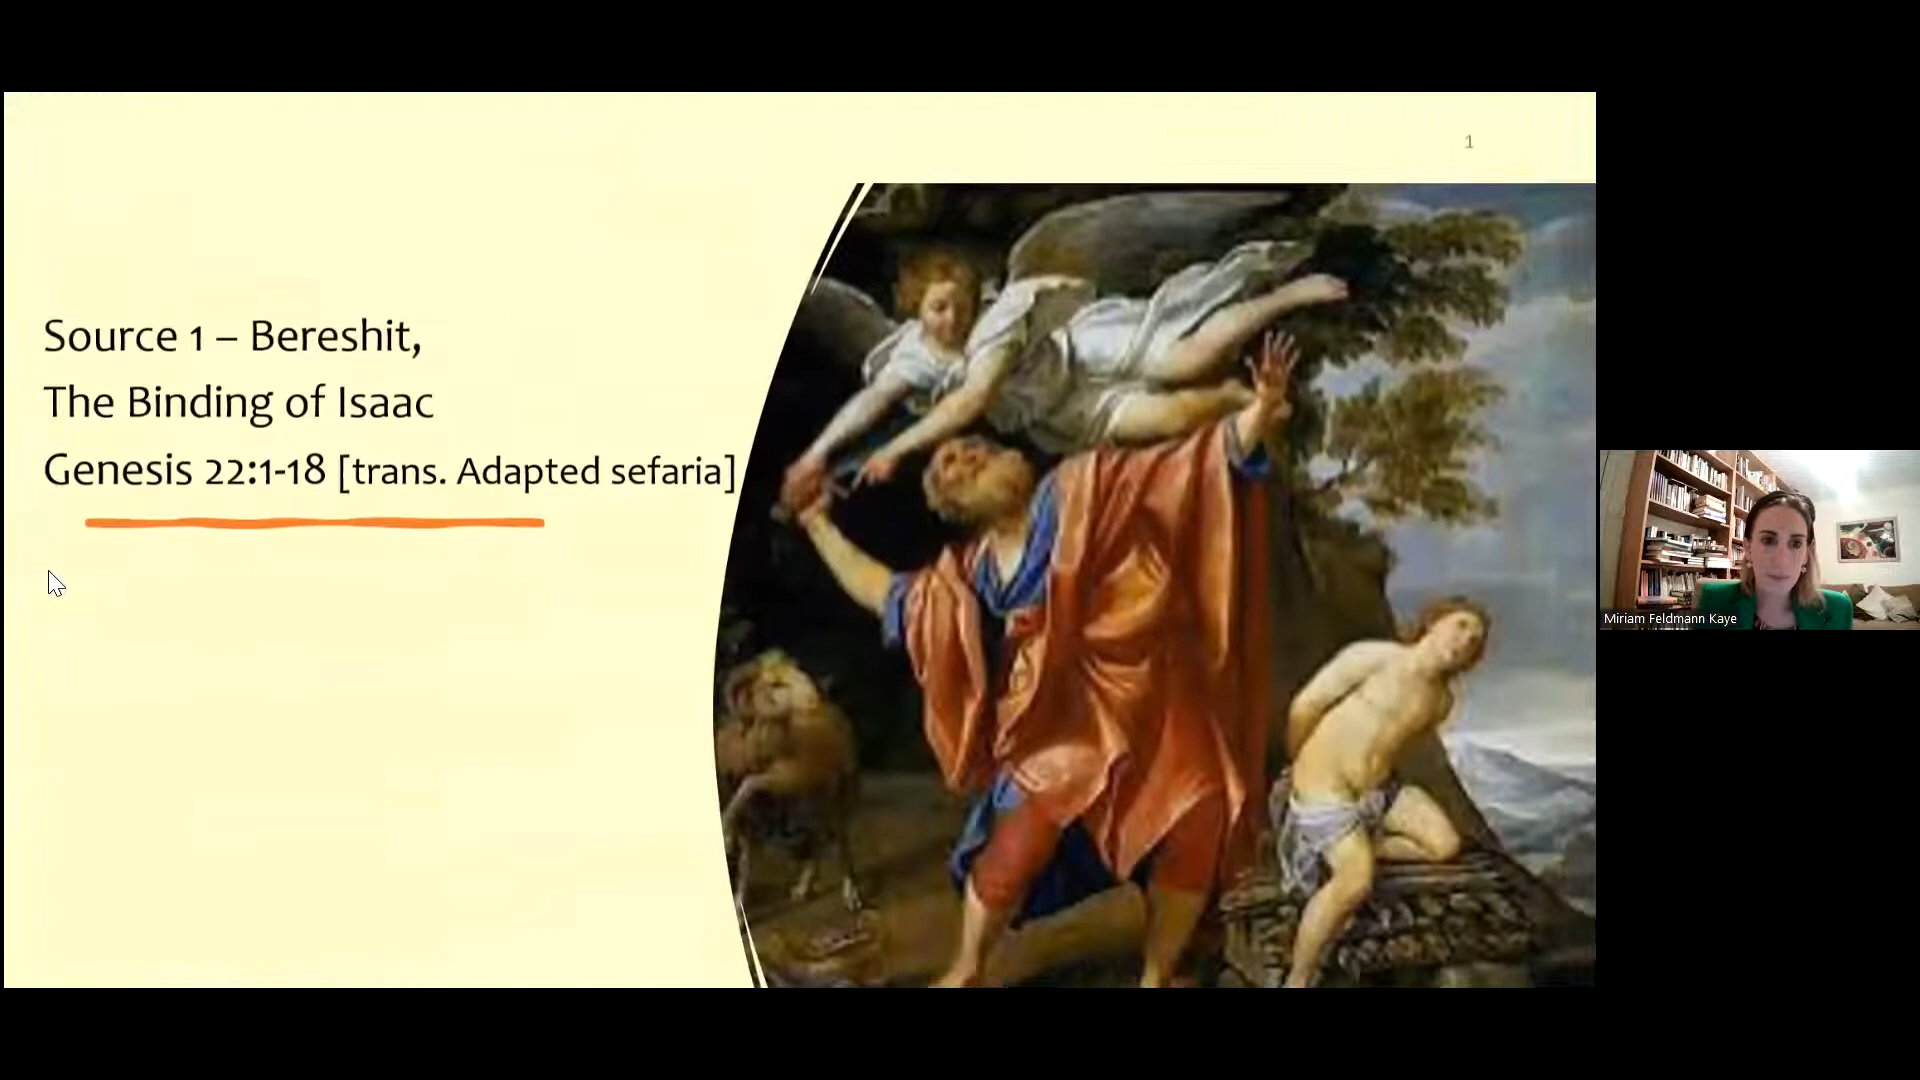 1
Source 1 – Bereshit,
The Binding of Isaac
Genesis 22:1-18 [trans. Adapted sefaria]
Miriam Feldmann Kaye